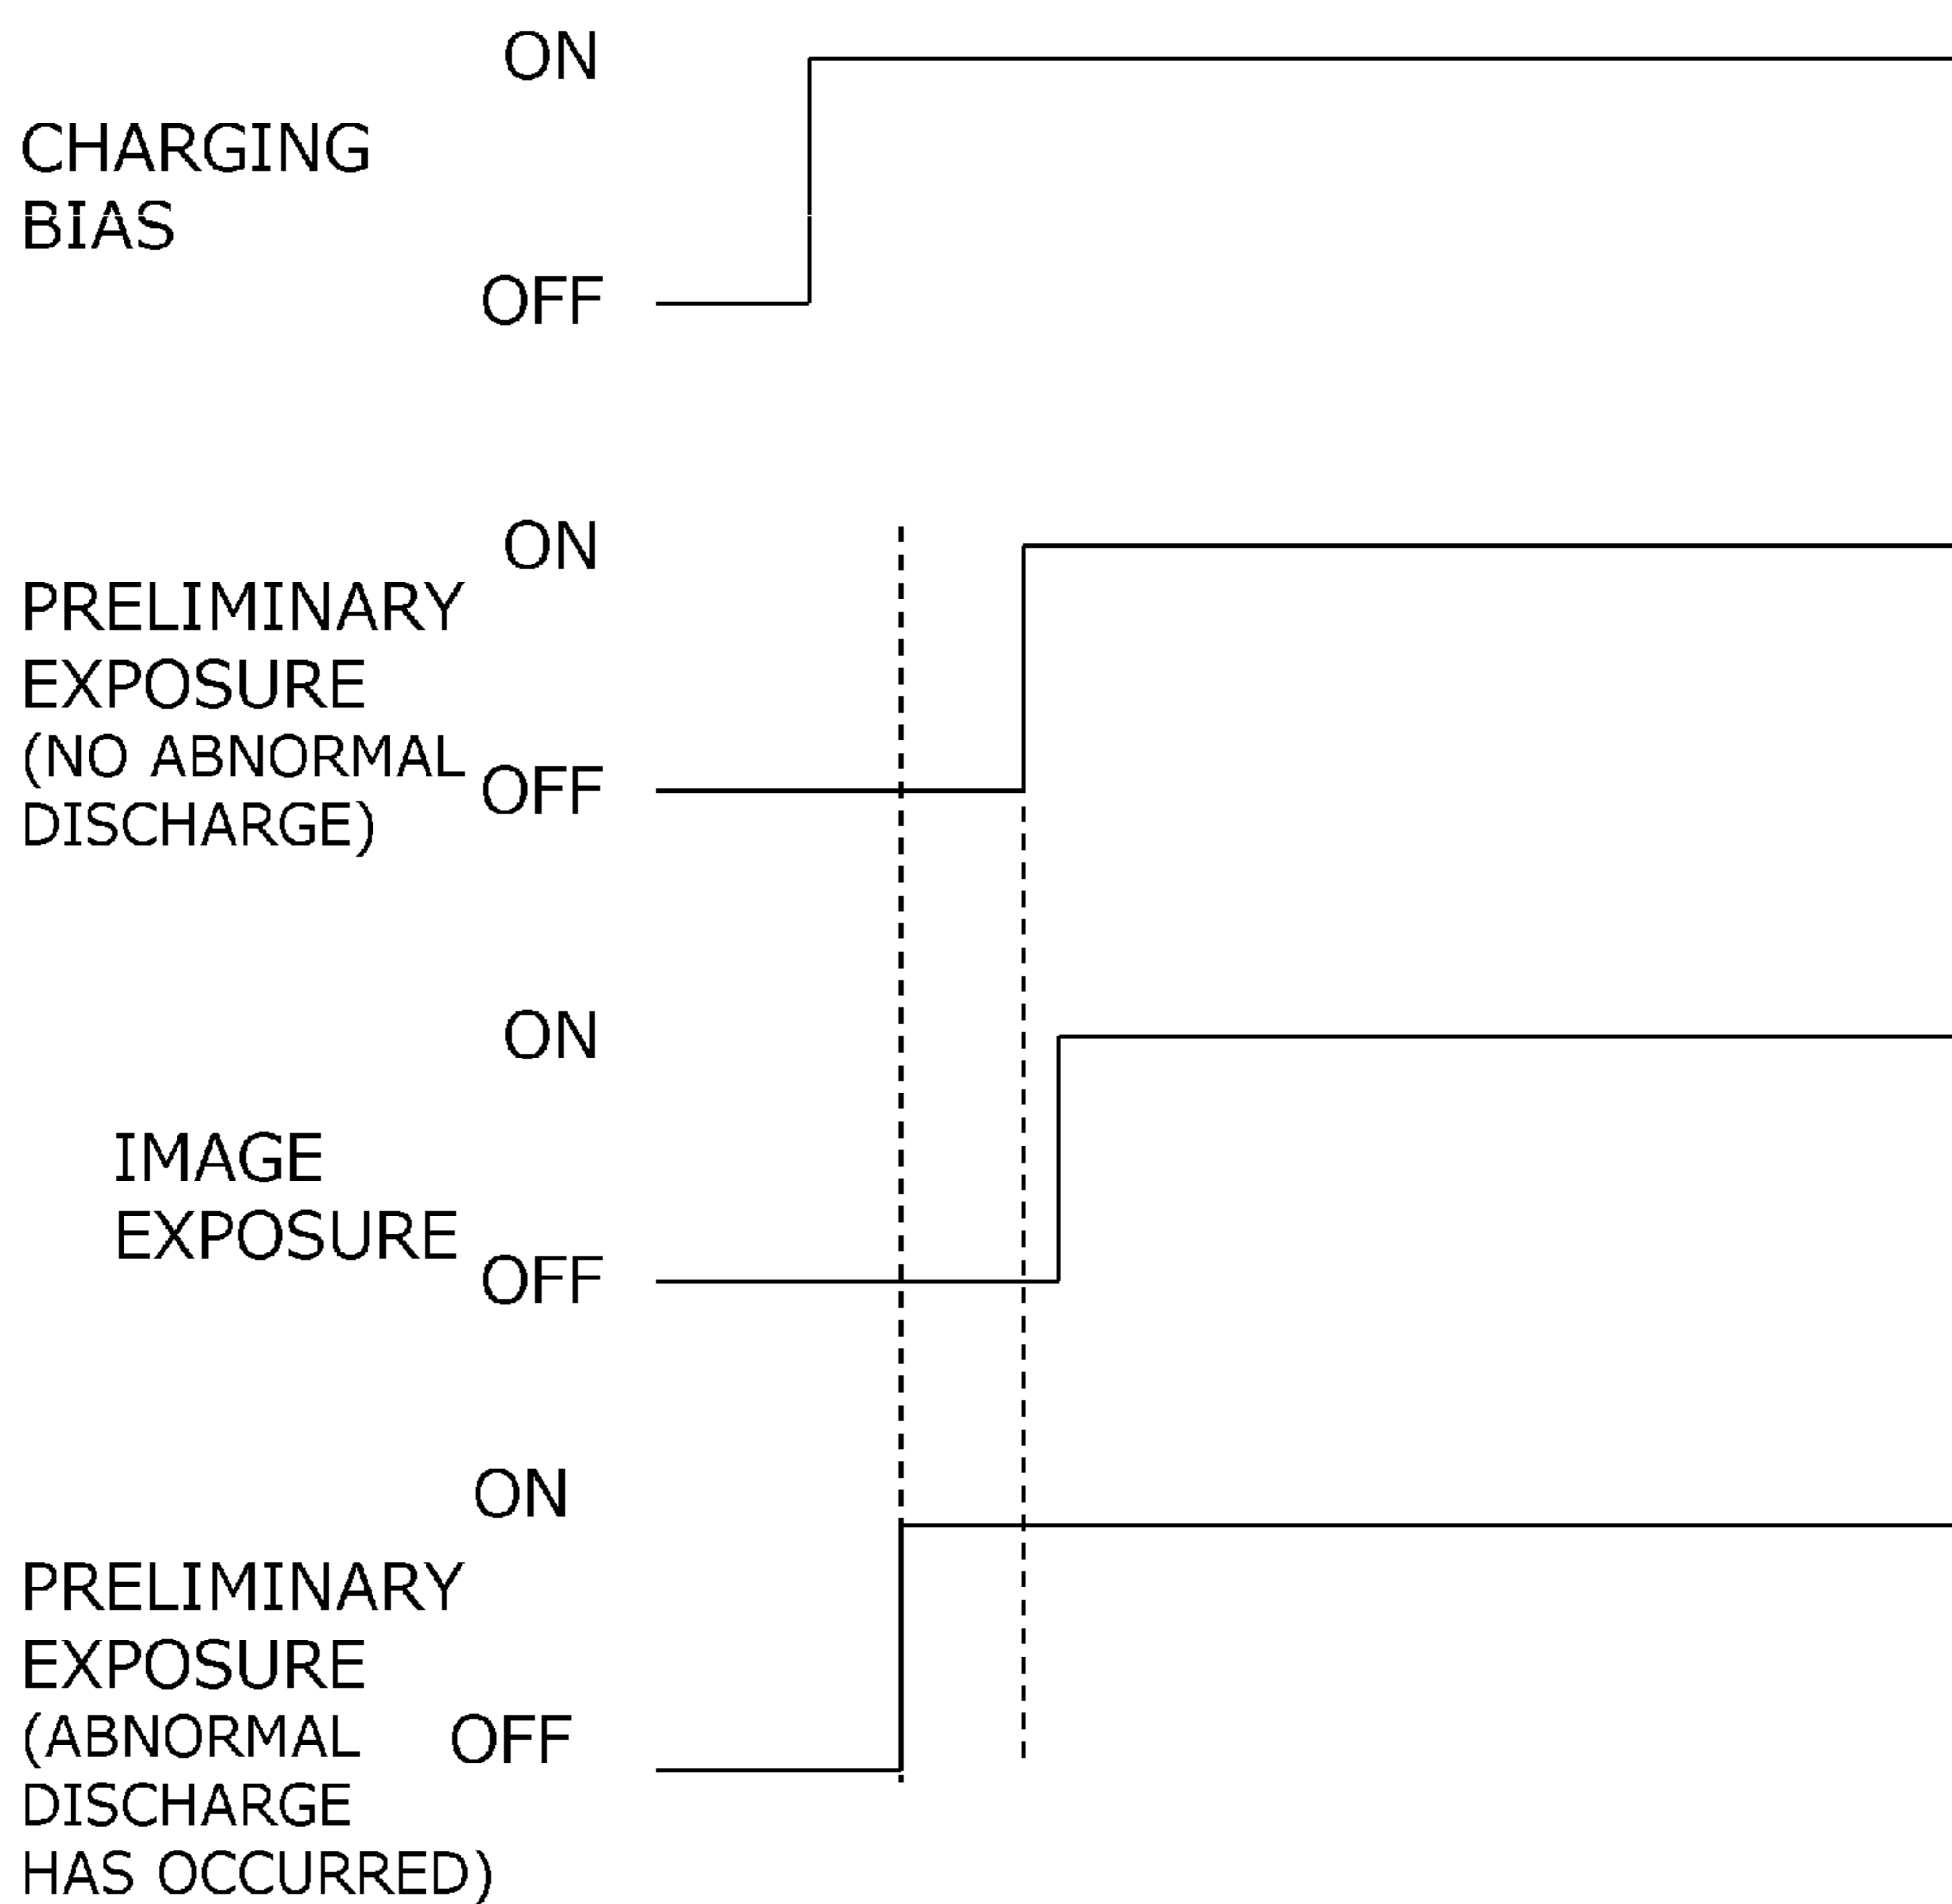 ON
CHARGING
BIAS
OFF
ON
PRELIMINARY
EXPOSURE
(NO ABNORMAL
OFF
DISCHARGE)
ON
IMAGE
EXPOSURE
OFF
ON
PRELIMINARY
EXPOSURE
(ABNORMAL
OFF
DISCHARGE
HAS OCCURRED)